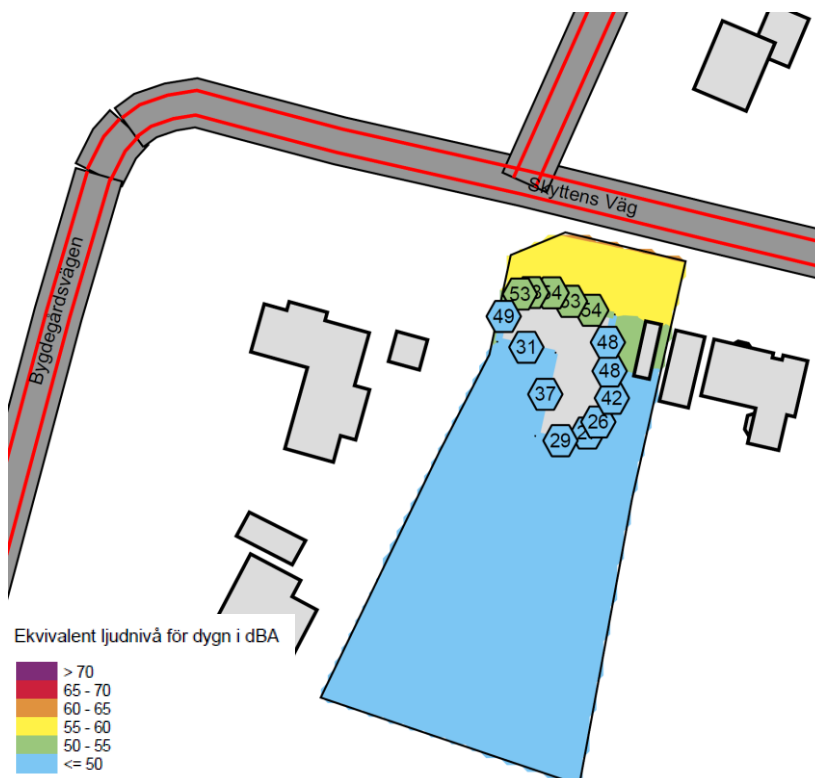 Skyttens Väg
Bygdegårdsvägen
53
54
53
54
49
31
48
48
37
42
26
29
Ekvivalent ljudnivå för dygn i dBA
> 70
65 - 70
60 - 65
55 - 60
50 - 55
<= 50